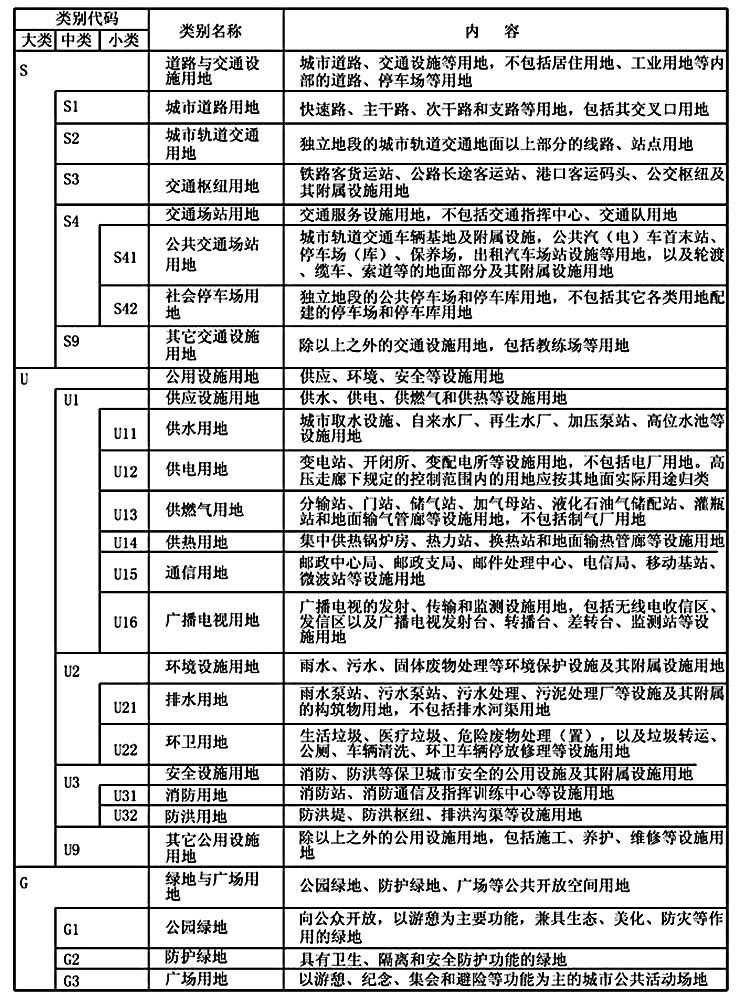 类别代码 类别名称 内 容
大类 中类 小类
S 道路与交通设施用地 城市道路、交通设施等用地，不包括居住用地、工业用地等内
部的道路、停车场等用地
S1 城市道路用地 快速路、主干路、次干路和支路等用地，包括其交叉口用地
S2 城市轨道交通用地 独立地段的城市轨道交通地面以上部分的线路、站点用地
S3 交通枢纽用地 铁路客货运站、公路长途客运站、港口客运码头、公交枢纽及
其附属设施用地
S4 交通场站用地 交通服务设施用地，不包括交通指挥中心、交通队用地
S41 公共交通场站用地 城市轨道交通车辆基地及附属设施，公共汽（电）车首末站、
停车场（库）、保养场，出租汽车场站设施等用地，以及轮渡
、缆车、索道等的地面部分及其附属设施用地
S42 社会停车场用地 独立地段的公共停车场和停车库用地，不包括其它各类用地配
建的停车场和停车库用地
S9 其它交通设施用地 除以上之外的交通设施用地，包括教练场等用地
U 公用设施用地 供应、环境、安全等设施用地
U1 供应设施用地 供水、供电、供燃气和供热等设施用地
U11 供水用地 城市取水设施、自来水厂、再生水厂、加压泵站、高位水池等
设施用地
U12 供电用地 变电站、开闭所、变配电所等设施用地，不包括电厂用地。高
压走廊下规定的控制范围内的用地应按其地面实际用途归类
U13 供燃气用地 分输站、门站、储气站、加气母站、液化石油气储配站、灌瓶
站和地面输气管廊等设施用地，不包括制气厂用地
U14 供热用地 集中供热锅炉房、热力站、换热站和地面输热管廊等设施用地
U15 通信用地 邮政中心局、邮政支局、邮件处理中心、电信局、移动基站、
微波站等设施用地
U16 广播电视用地 广播电视的发射、传输和监测设施用地，包括无线电收信区、
发信区以及广播电视发射台、转播台、差转台、监测站等设
施用地
U2 环境设施用地 雨水、污水、固体废物处理等环境保护设施及其附属设施用地
U21 排水用地 雨水泵站、污水泵站、污水处理、污泥处理厂等设施及其附属
的构筑物用地，不包括排水河渠用地
U22 环卫用地 生活垃圾、医疗垃圾、危险废物处理（置），以及垃圾转运、
公厕、车辆清洗、环卫车辆停放修理等设施用地
U3 安全设施用地 消防、防洪等保卫城市安全的公用设施及其附属设施用地
U31 消防用地 消防站、消防通信及指挥训练中心等设施用地
U32 防洪用地 防洪堤、防洪枢纽、排洪沟渠等设施用地
U9 其它公用设施用地 除以上之外的公用设施用地，包括施工、养护、维修等设施用
地
G 绿地与广场用地 公园绿地、防护绿地、广场等公共开放空间用地
G1 公园绿地 向公众开放，以游憩为主要功能，兼具生态、美化、防灾等作
用的绿地
G2 防护绿地 具有卫生、隔离和安全防护功能的绿地
G3 广场用地 以游憩、纪念、集会和避险等功能为主的城市公共活动场地